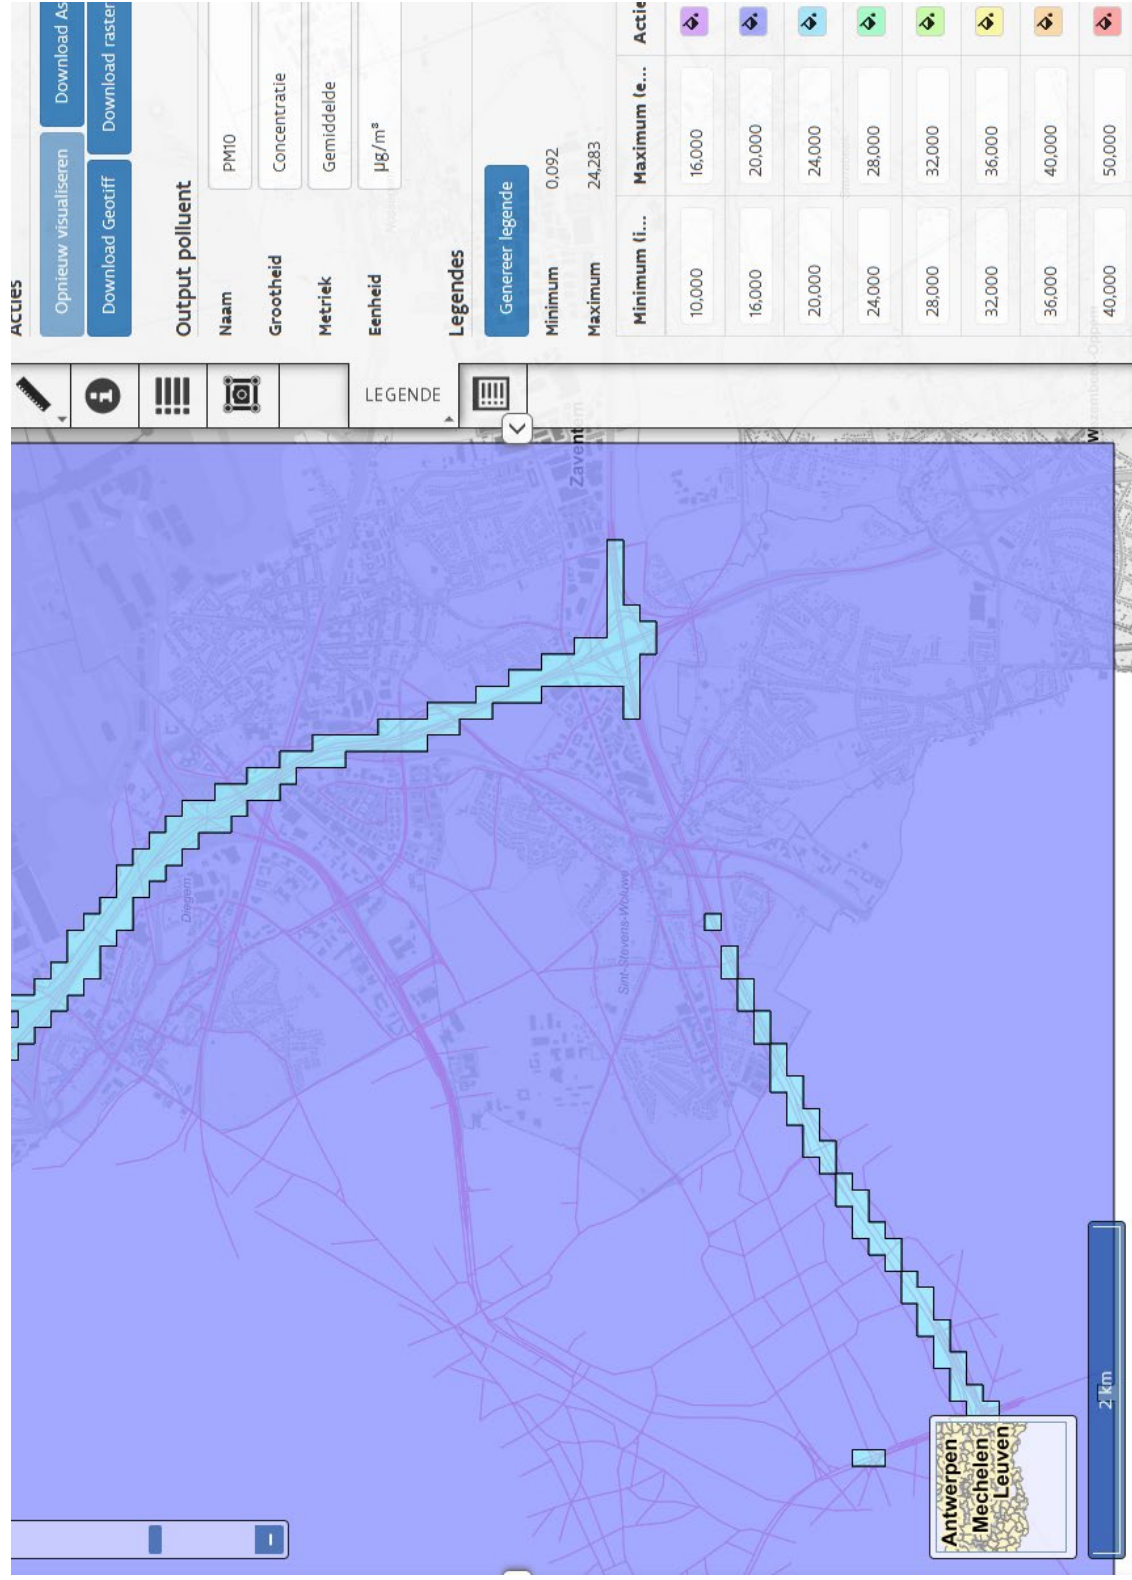 Acties
Opnieuw visualiseren
Download As
Download Geotiff
Download raster
Output polluent
Naam PM10
Grootheid Concentratie
Metriek Gemiddelde
Eenheid µg/m³
Legendes
Genereer legende
Minimum 0,092
Maximum 24,283
Minimum (i... Maximum (e... Actie
10,000 16,000
16,000 20,000
20,000 24,000
24,000 28,000
28,000 32,000
32,000 36,000
36,000 40,000
40,000 50,000
LEGENDE
Zaventem
Diegem
Sint-Stevens-Woluwe
W
Antwerpen
Mechelen
Leuven
2 km